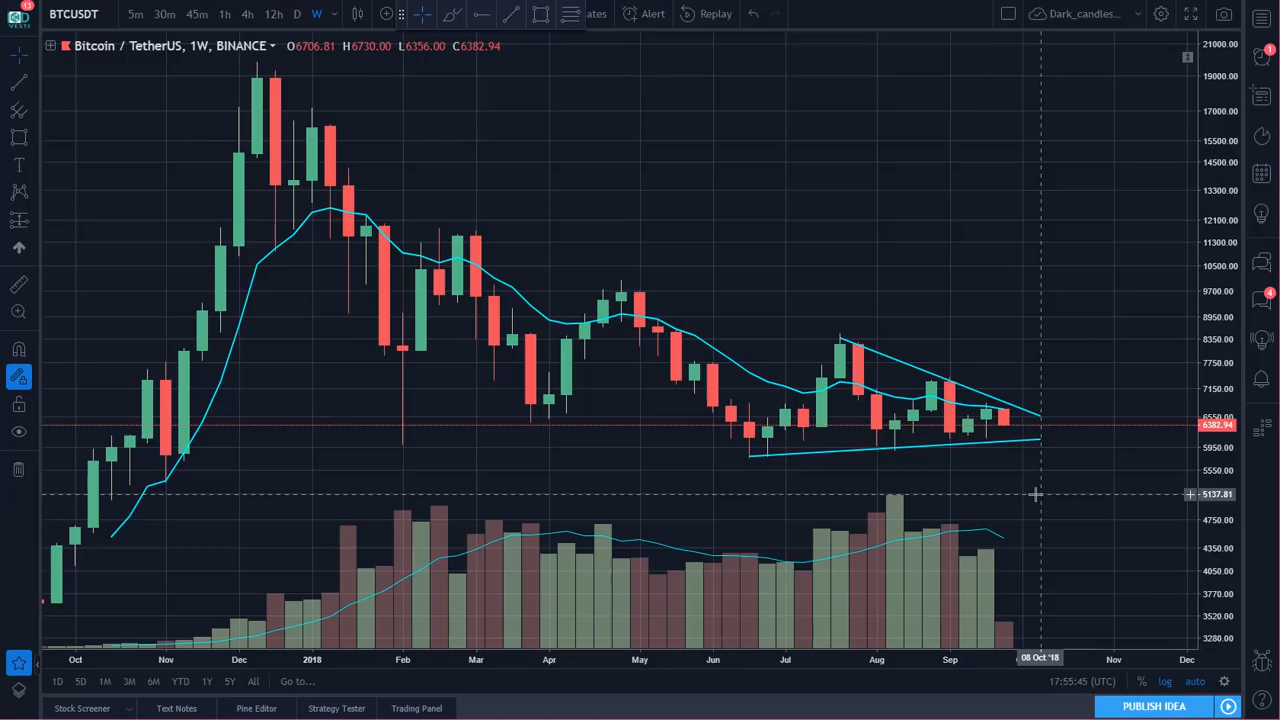 13
BTCUSDT
5m 30m 45m 1h 4h 12h D W
ates
Alert
Replay
Dark_candles...
Bitcoin / TetherUS, 1W, BINANCE
O6706.81 H6730.00 L6356.00 C6382.94
1
4
21000.00
19000.00
17000.00
15500.00
14500.00
13300.00
12100.00
11300.00
10500.00
9700.00
8950.00
8350.00
7750.00
7150.00
6550.00
6382.94
5950.00
5550.00
5137.81
4750.00
4350.00
4050.00
3770.00
3520.00
3280.00
Oct Nov Dec 2018 Feb Mar Apr May Jun Jul Aug Sep 08 Oct '18 Nov Dec
1D 5D 1M 3M 6M YTD 1Y 5Y All Go to...
17:55:45 (UTC) % log auto
Stock Screener Text Notes Pine Editor Strategy Tester Trading Panel
PUBLISH IDEA